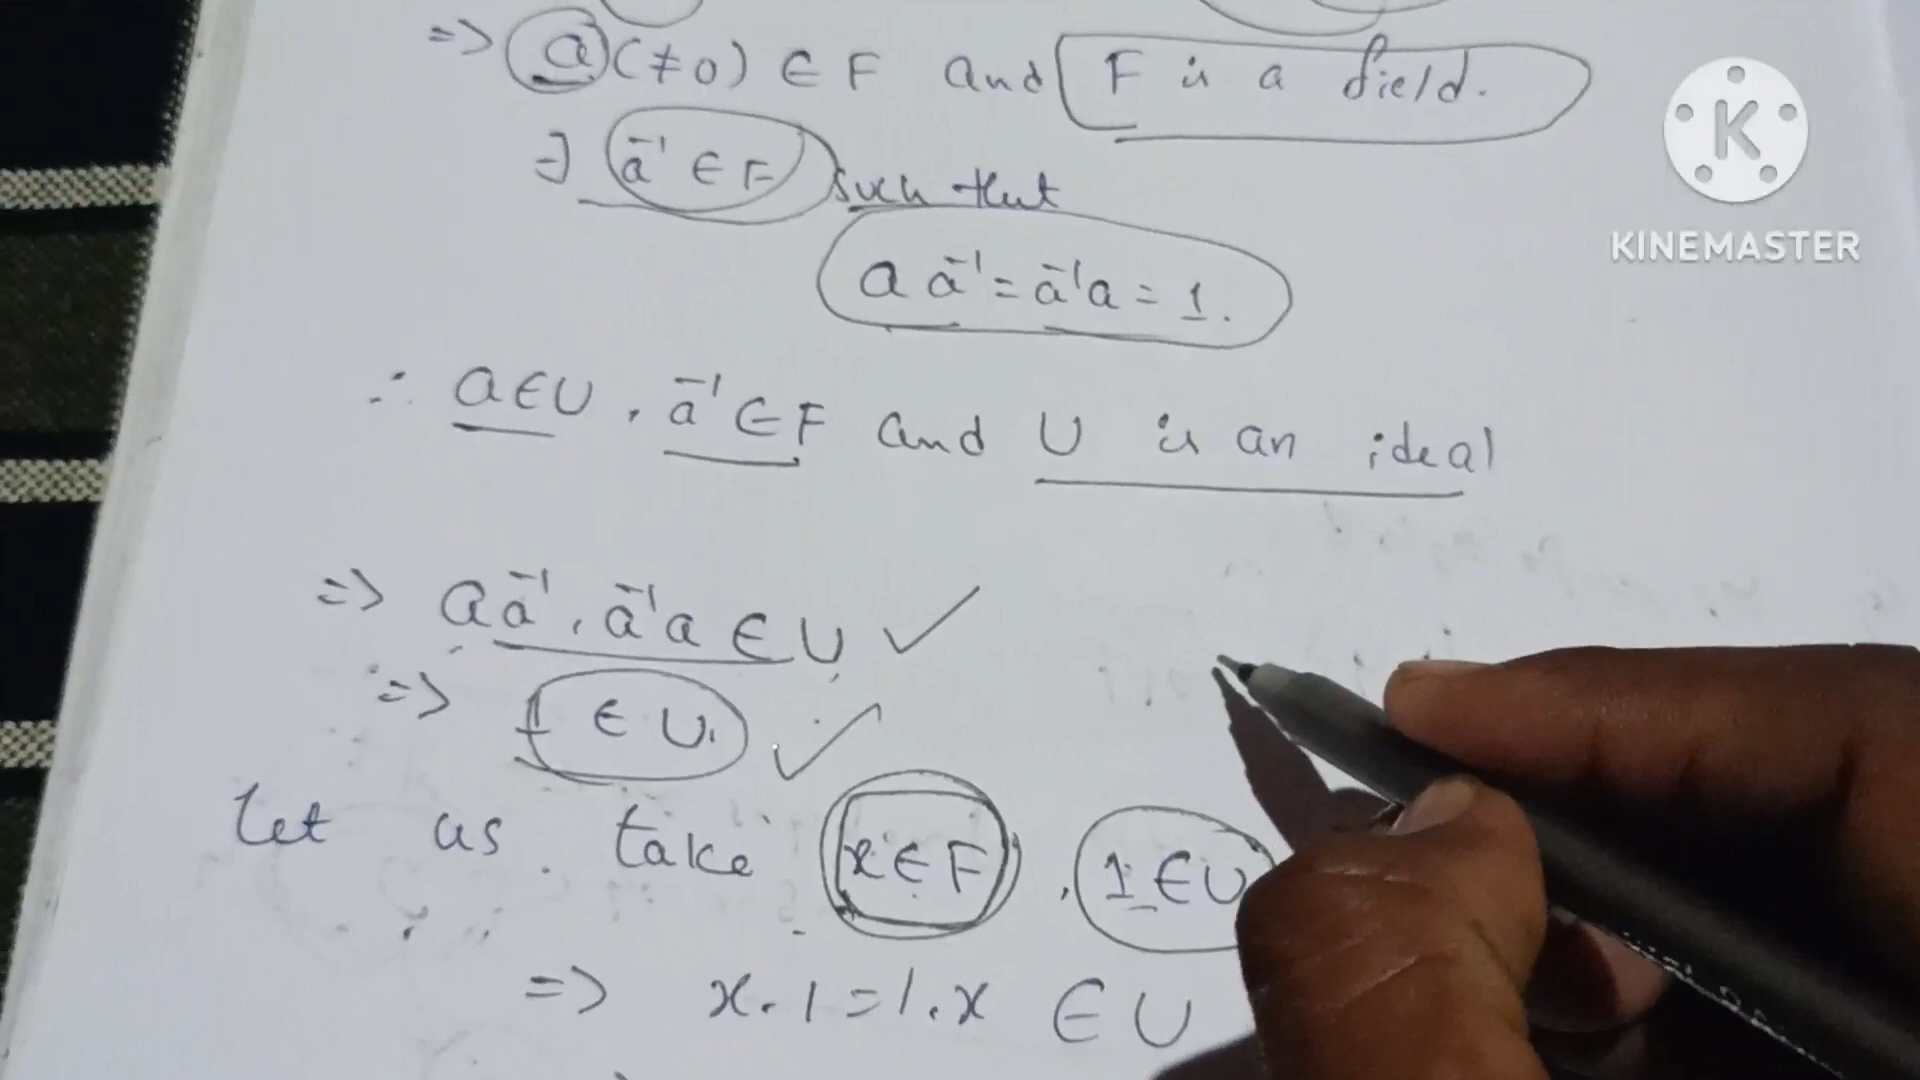 => a (≠0) ∈ F and F is a field.
∃ a⁻¹ ∈ F such that
a a⁻¹ = a⁻¹a = 1.
∴ a∈U, a⁻¹ ∈ F and U is an ideal
=> aa⁻¹, a⁻¹a ∈ U
=> 1 ∈ U.
Let us take x∈F, 1∈U
=> x.1=1.x ∈ U
K
KINEMASTER